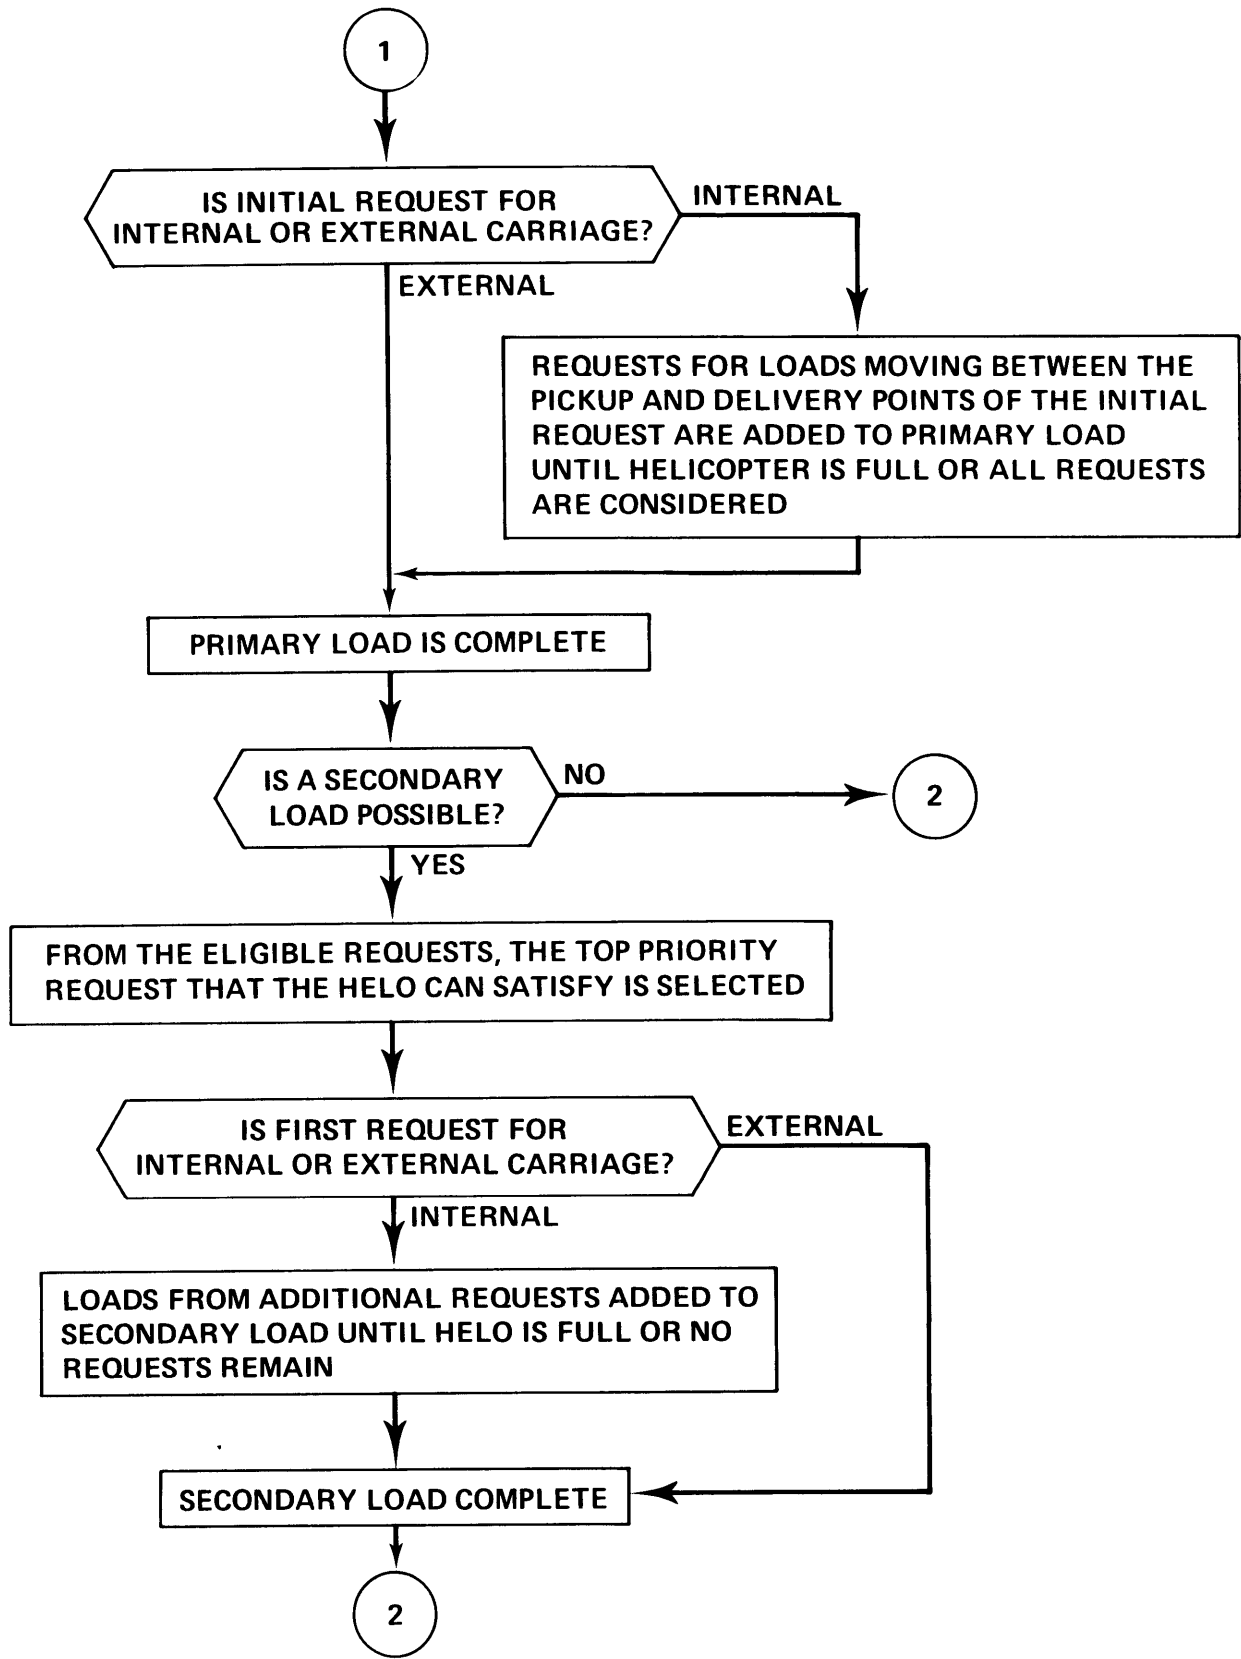 1
IS INITIAL REQUEST FOR
INTERNAL OR EXTERNAL CARRIAGE?
INTERNAL
EXTERNAL
REQUESTS FOR LOADS MOVING BETWEEN THE
PICKUP AND DELIVERY POINTS OF THE INITIAL
REQUEST ARE ADDED TO PRIMARY LOAD
UNTIL HELICOPTER IS FULL OR ALL REQUESTS
ARE CONSIDERED
PRIMARY LOAD IS COMPLETE
IS A SECONDARY
LOAD POSSIBLE?
NO
2
YES
FROM THE ELIGIBLE REQUESTS, THE TOP PRIORITY
REQUEST THAT THE HELO CAN SATISFY IS SELECTED
IS FIRST REQUEST FOR
INTERNAL OR EXTERNAL CARRIAGE?
EXTERNAL
INTERNAL
LOADS FROM ADDITIONAL REQUESTS ADDED TO
SECONDARY LOAD UNTIL HELO IS FULL OR NO
REQUESTS REMAIN
SECONDARY LOAD COMPLETE
2